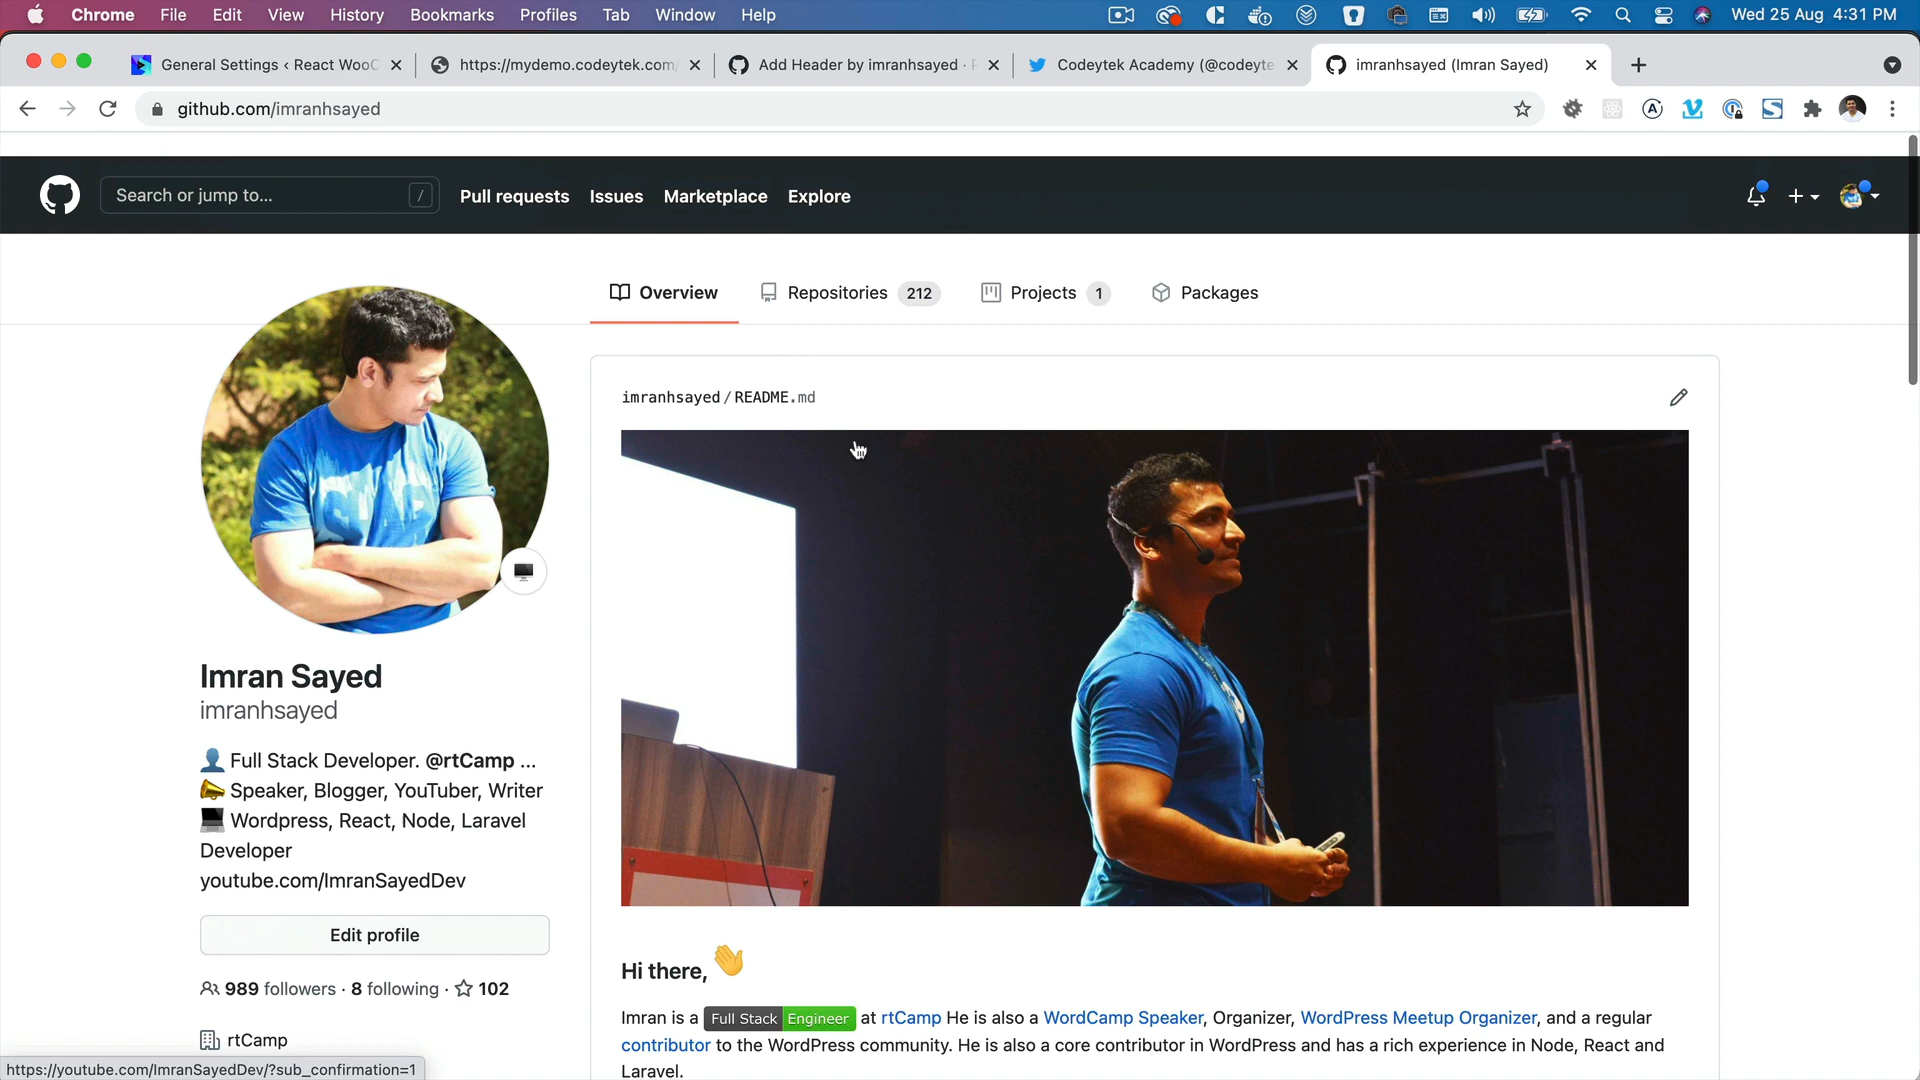 Chrome File Edit View History Bookmarks Profiles Tab Window Help Wed 25 Aug 4:31 PM
General Settings ‹ React WooC https://mydemo.codeytek.com/ Add Header by imranhsayed · Codeytek Academy (@codeyte imranhsayed (Imran Sayed)
github.com/imranhsayed
Search or jump to... / Pull requests Issues Marketplace Explore
Overview Repositories 212 Projects 1 Packages
imranhsayed/README.md
Imran Sayed
imranhsayed
Full Stack Developer. @rtCamp ...
Speaker, Blogger, YouTuber, Writer
Wordpress, React, Node, Laravel
Developer
youtube.com/ImranSayedDev
Edit profile
989 followers · 8 following · 102
rtCamp
Hi there,
Imran is a Full Stack Engineer at rtCamp He is also a WordCamp Speaker, Organizer, WordPress Meetup Organizer, and a regular
contributor to the WordPress community. He is also a core contributor in WordPress and has a rich experience in Node, React and
Laravel.
https://youtube.com/ImranSayedDev/?sub_confirmation=1